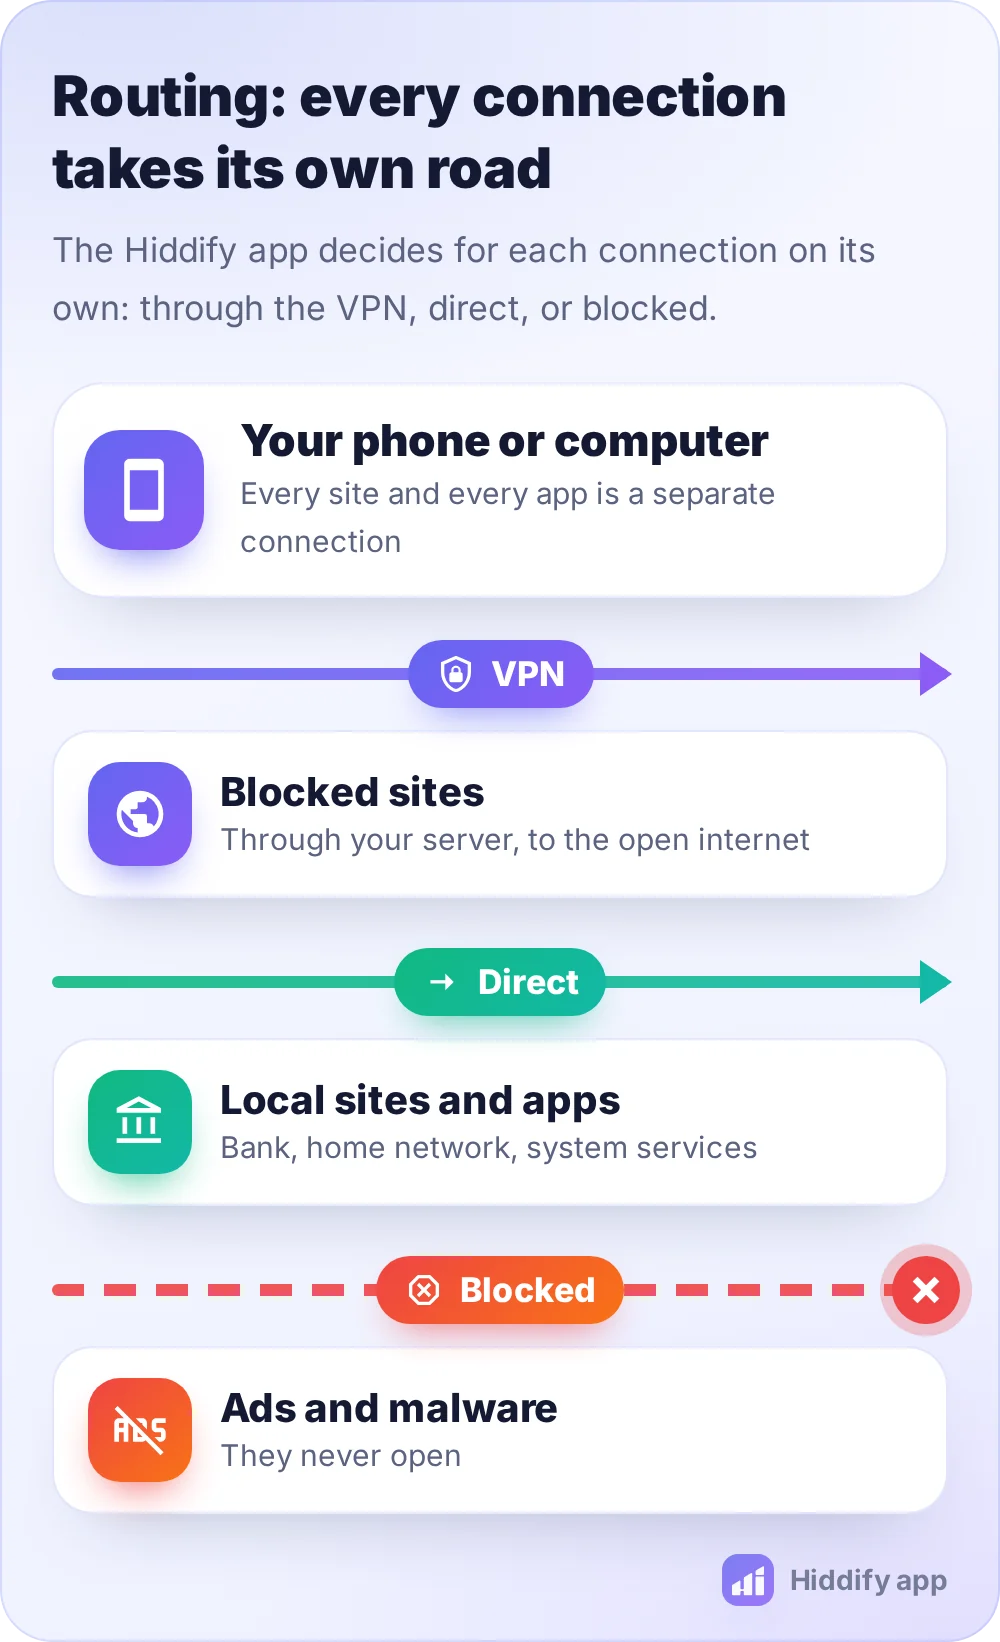 Routing: every connection
takes its own road
The Hiddify app decides for each connection on its
own: through the VPN, direct, or blocked.
Your phone or computer
Every site and every app is a separate
connection
VPN
Blocked sites
Through your server, to the open internet
Direct
Local sites and apps
Bank, home network, system services
Blocked
ADS
Ads and malware
They never open
Hiddify app